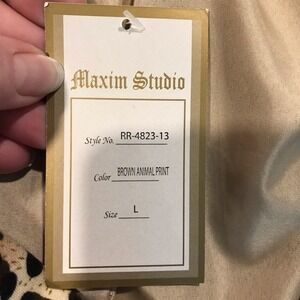 Maxim Studio
Style No. RR-4823-13
Color BROWN ANIMAL PRINT
Size L